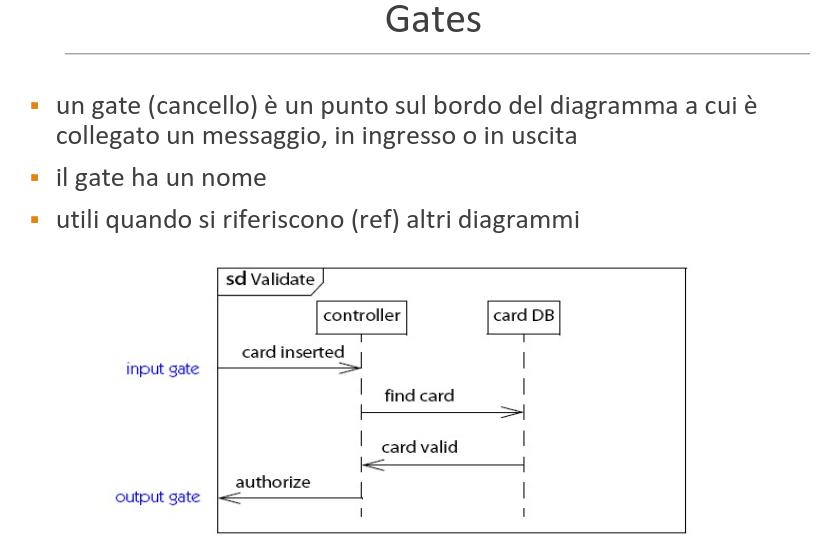 Gates
un gate (cancello) è un punto sul bordo del diagramma a cui è
collegato un messaggio, in ingresso o in uscita
il gate ha un nome
utili quando si riferiscono (ref) altri diagrammi
sd Validate
controller
card DB
card inserted
input gate
find card
card valid
authorize
output gate